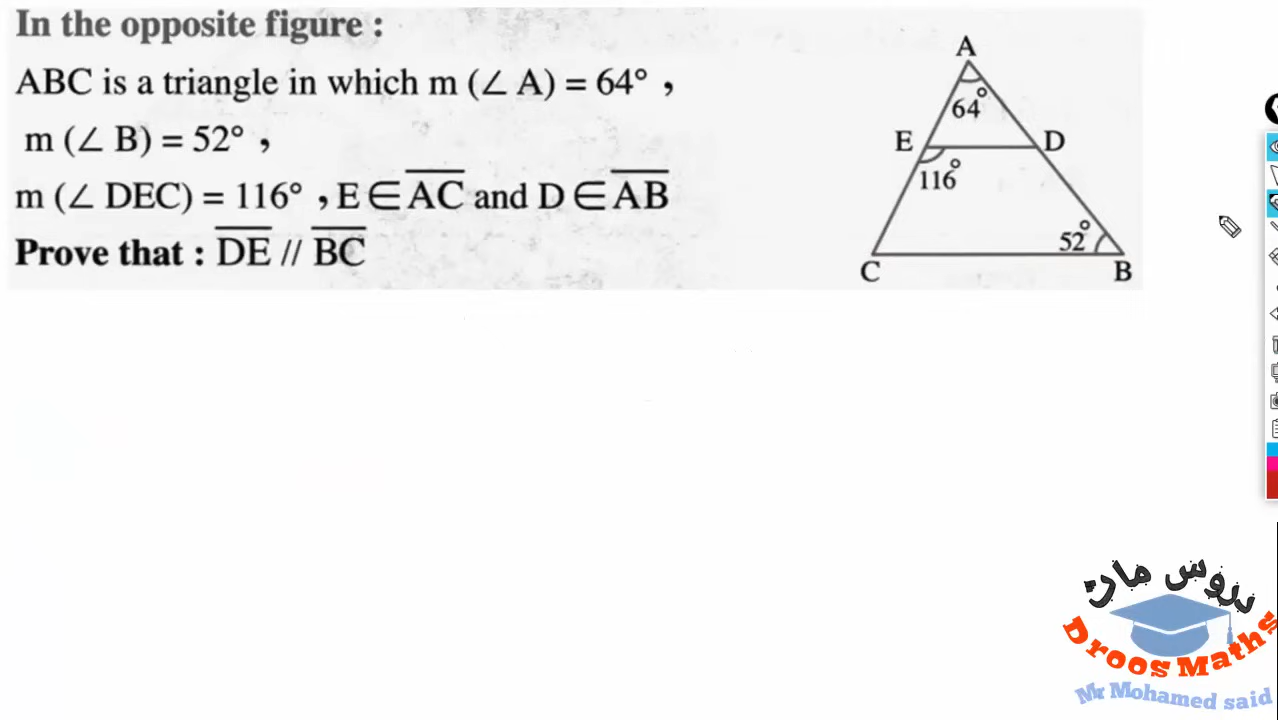 In the opposite figure :
ABC is a triangle in which m (∠ A) = 64° ,
m (∠ B) = 52° ,
m (∠ DEC) = 116° , E ∈ AC and D ∈ AB
Prove that : DE // BC
A
64°
E
D
116°
52°
C
B
دروس ماث
Droos Maths
Mr Mohamed said